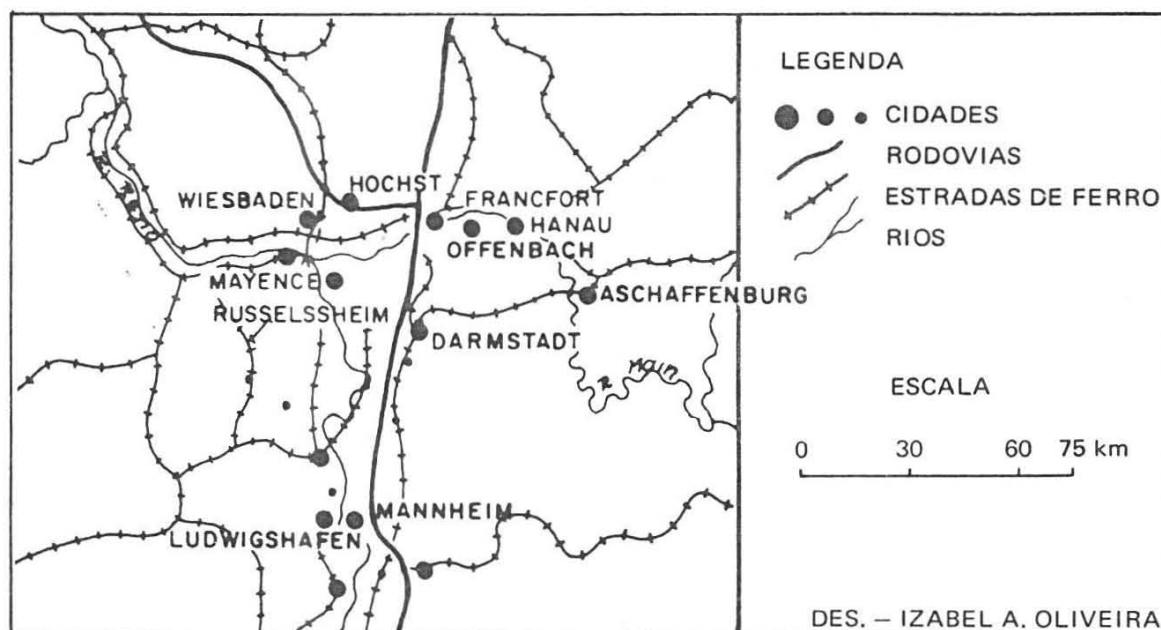 LEGENDA
CIDADES
RODOVIAS
ESTRADAS DE FERRO
RIOS
R RENO
HOCHST
WIESBADEN
FRANCFORT
HANAU
OFFENBACH
MAYENCE
RUSSELSSHEIM
ASCHAFFENBURG
DARMSTADT
R MAIN
MANNHEIM
LUDWIGSHAFEN
ESCALA
0 30 60 75 km
DES. – IZABEL A. OLIVEIRA